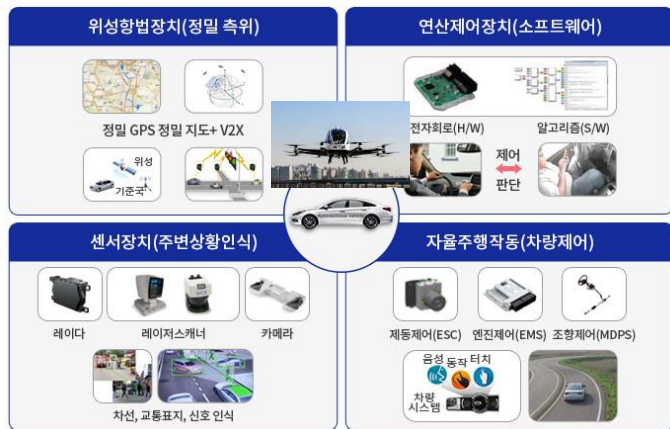 위성항법장치(정밀 측위)
정밀 GPS 정밀 지도+ V2X
위성
기준국
연산제어장치(소프트웨어)
전자회로(H/W)
알고리즘(S/W)
제어
판단
센서장치(주변상황인식)
레이다
레이저스캐너
카메라
차선, 교통표지, 신호 인식
자율주행작동(차량제어)
제동제어(ESC)
엔진제어(EMS)
조향제어(MDPS)
음성 동작 터치
차량
시스템